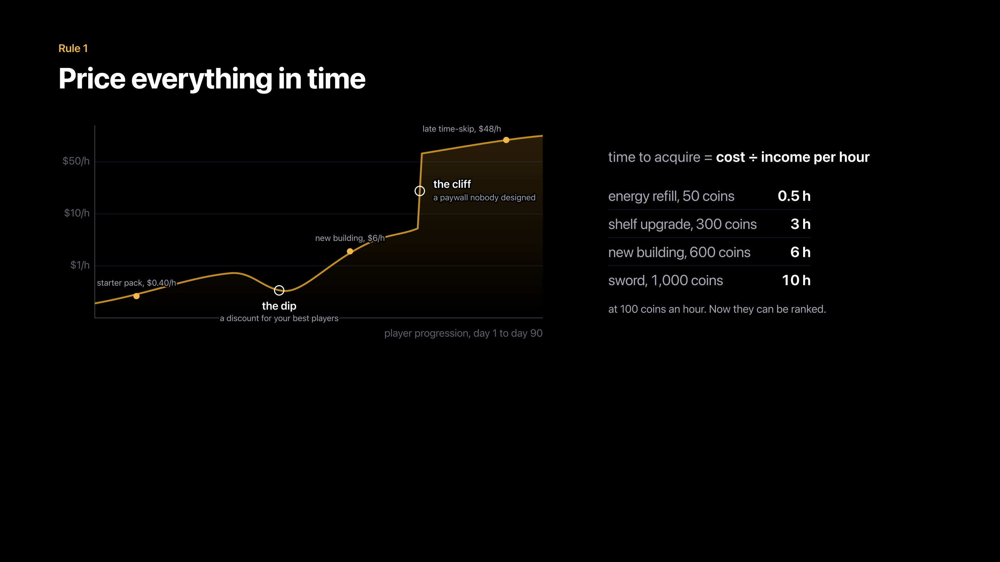 Rule 1
Price everything in time
late time-skip, $48/h
$50/h
the cliff
a paywall nobody designed
$10/h
new building, $6/h
$1/h
starter pack, $0.40/h
the dip
a discount for your best players
player progression, day 1 to day 90
time to acquire = cost ÷ income per hour
energy refill, 50 coins 0.5 h
shelf upgrade, 300 coins 3 h
new building, 600 coins 6 h
sword, 1,000 coins 10 h
at 100 coins an hour. Now they can be ranked.